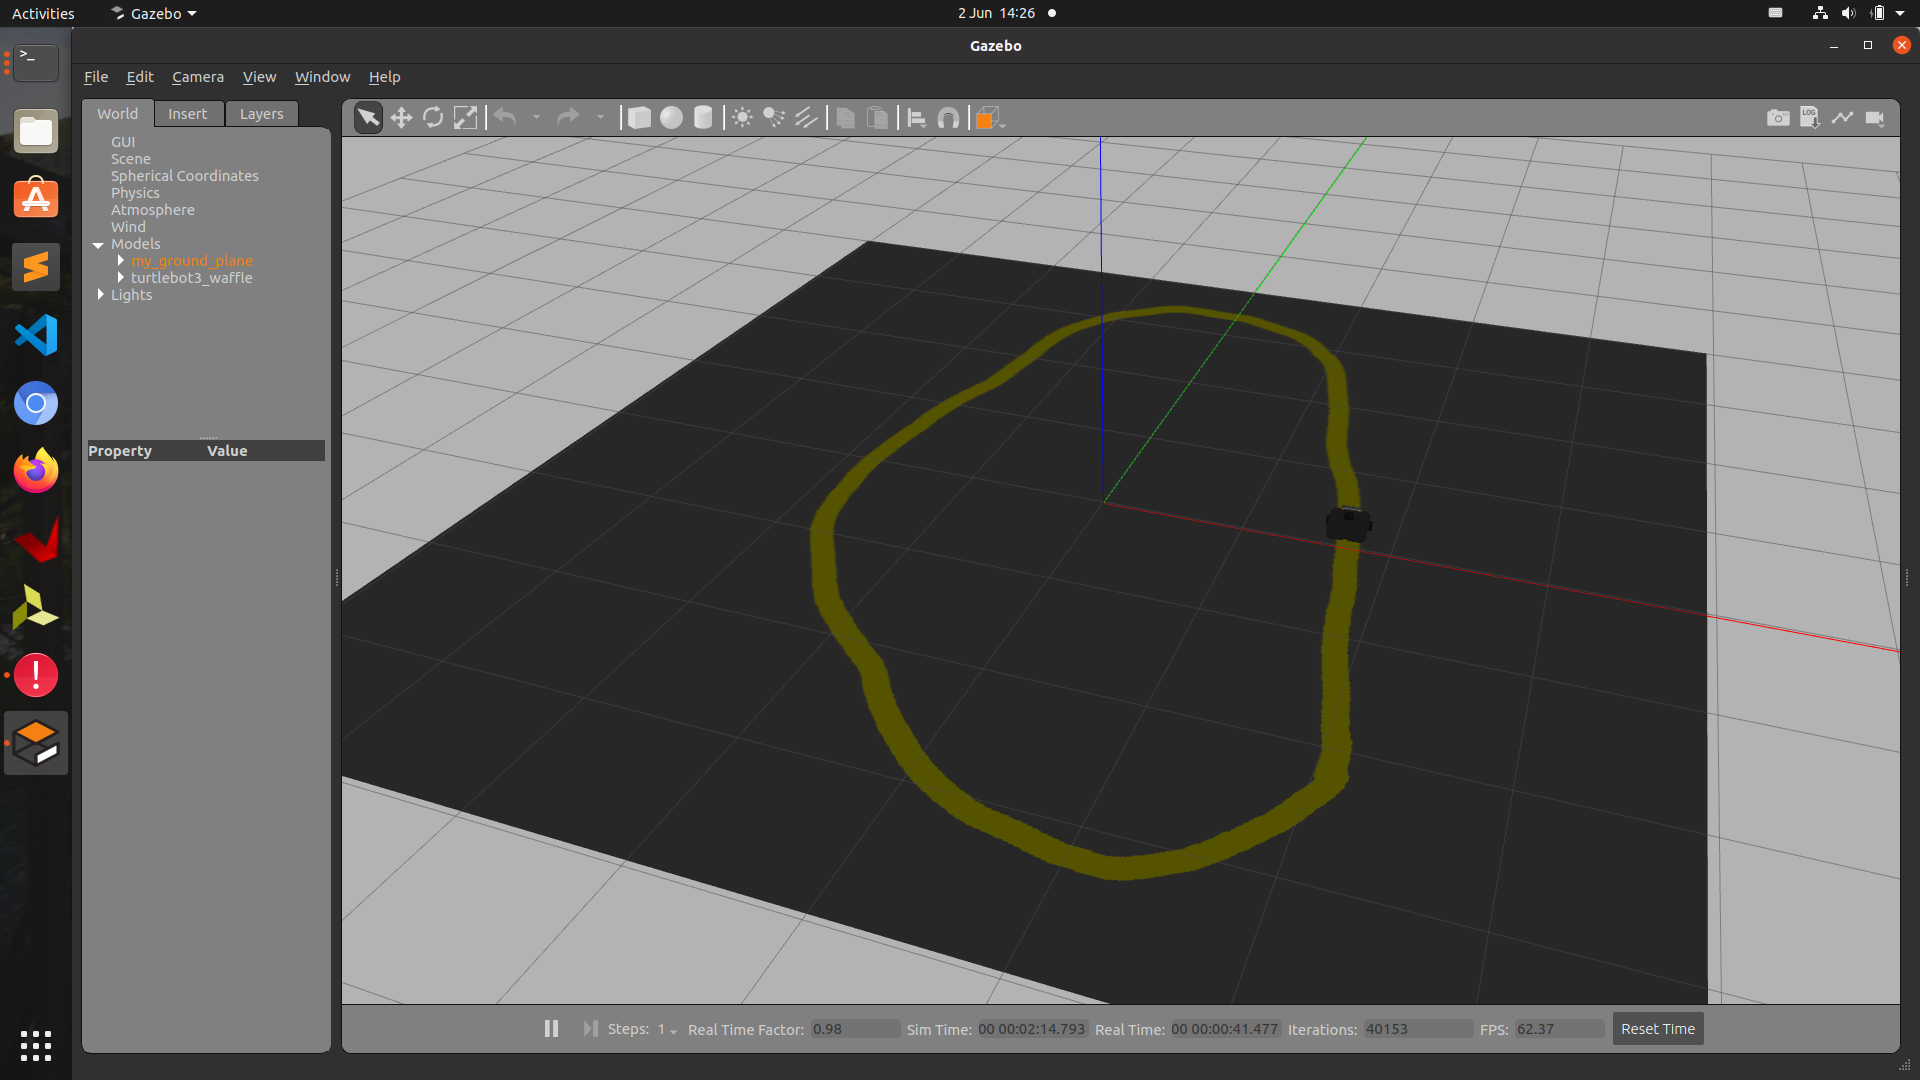 Activities Gazebo 2 Jun 14:26
Gazebo
File Edit Camera View Window Help
World Insert Layers
GUI
Scene
Spherical Coordinates
Physics
Atmosphere
Wind
Models
my_ground_plane
turtlebot3_waffle
Lights
Property Value
LOG
Steps: 1 Real Time Factor: 0.98 Sim Time: 00 00:02:14.793 Real Time: 00 00:00:41.477 Iterations: 40153 FPS: 62.37 Reset Time